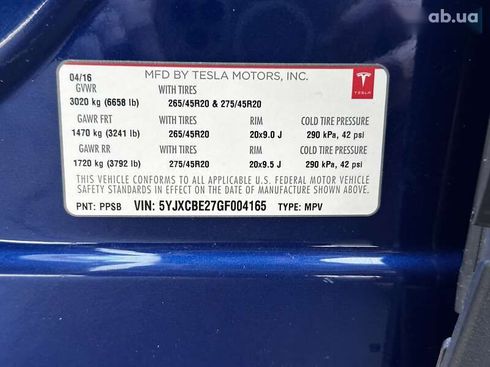 ab.ua
04/16 MFD BY TESLA MOTORS, INC.
TESLA
GVWR WITH TIRES
3020 kg (6658 lb) 265/45R20 & 275/45R20
GAWR FRT WITH TIRES RIM COLD TIRE PRESSURE
1470 kg (3241 lb) 265/45R20 20x9.0 J 290 kPa, 42 psi
GAWR RR WITH TIRES RIM COLD TIRE PRESSURE
1720 kg (3792 lb) 275/45R20 20x9.5 J 290 kPa, 42 psi
THIS VEHICLE CONFORMS TO ALL APPLICABLE U.S. FEDERAL MOTOR VEHICLE
SAFETY STANDARDS IN EFFECT ON THE DATE OF MANUFACTURE SHOWN ABOVE.
PNT: PPSB VIN: 5YJXCBE27GF004165 TYPE: MPV